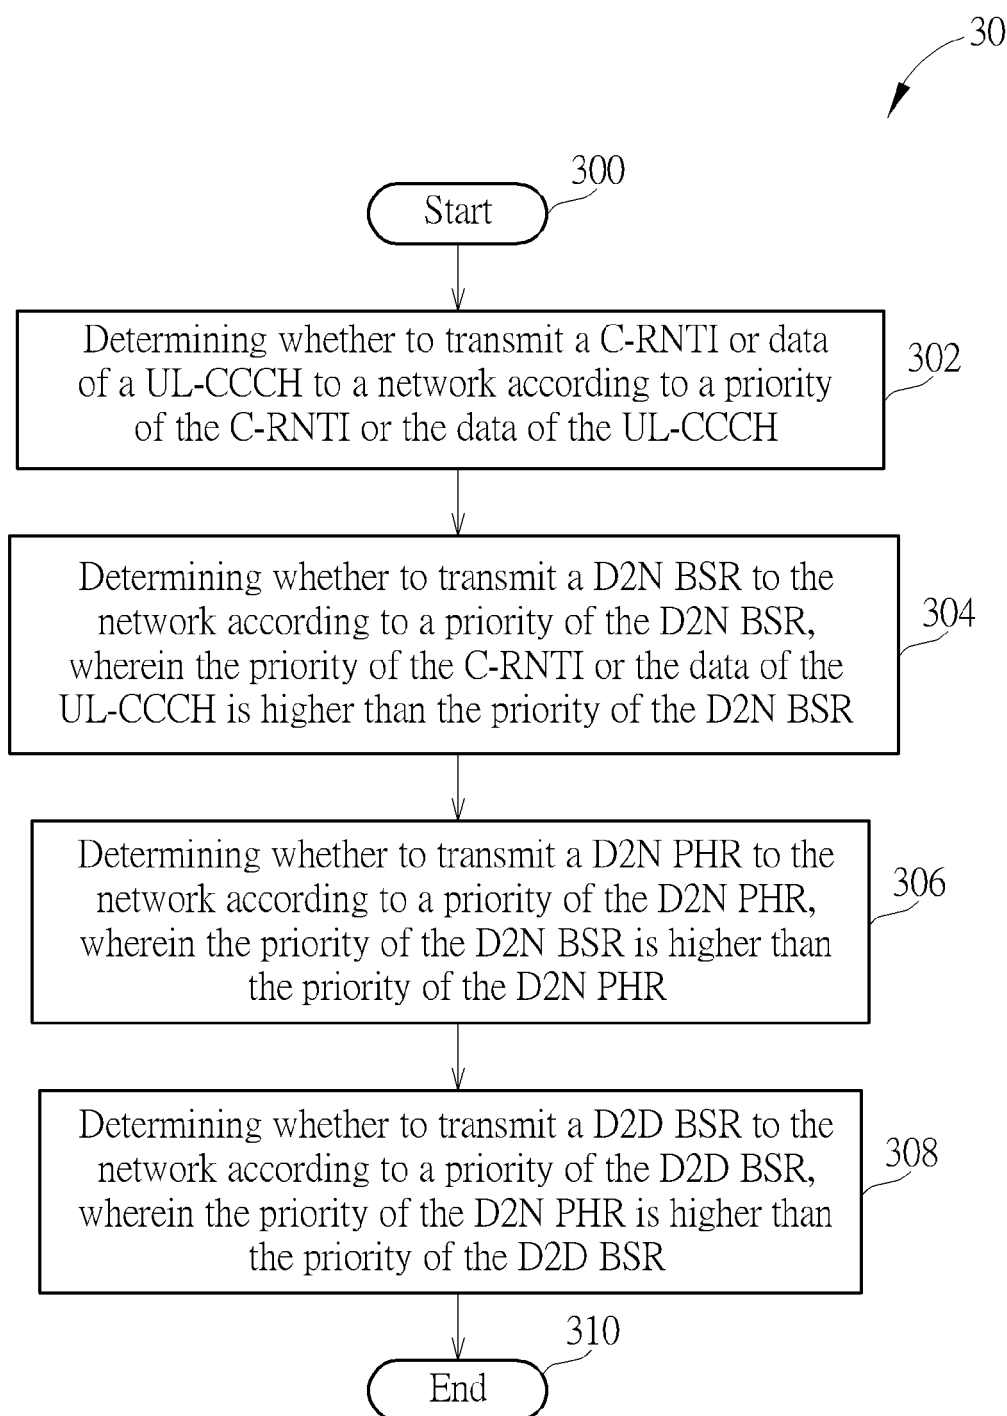 30
300
Start
Determining whether to transmit a C-RNTI or data
of a UL-CCCH to a network according to a priority
of the C-RNTI or the data of the UL-CCCH
302
Determining whether to transmit a D2N BSR to the
network according to a priority of the D2N BSR,
wherein the priority of the C-RNTI or the data of the
UL-CCCH is higher than the priority of the D2N BSR
304
Determining whether to transmit a D2N PHR to the
network according to a priority of the D2N PHR,
wherein the priority of the D2N BSR is higher than
the priority of the D2N PHR
306
Determining whether to transmit a D2D BSR to the
network according to a priority of the D2D BSR,
wherein the priority of the D2N PHR is higher than
the priority of the D2D BSR
308
310
End